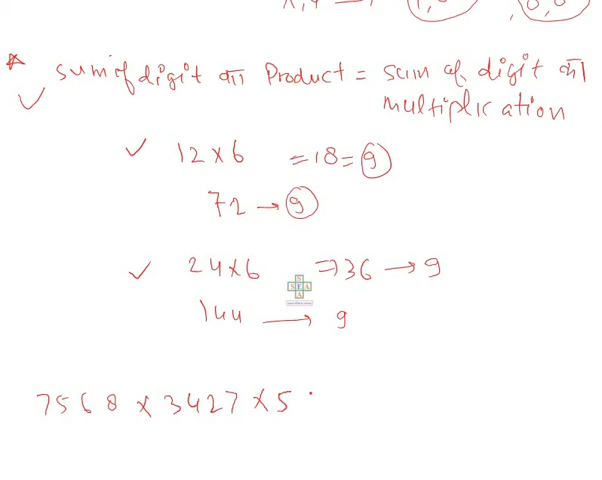 sum of digit का Product = sum of digit का
multiplication
12 × 6 = 18 = 9
72 → 9
24 × 6 ⇒ 36 → 9
S E A
144 → 9
7568 × 3427 × 5